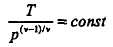 T / p^(ν−1)/ν = const